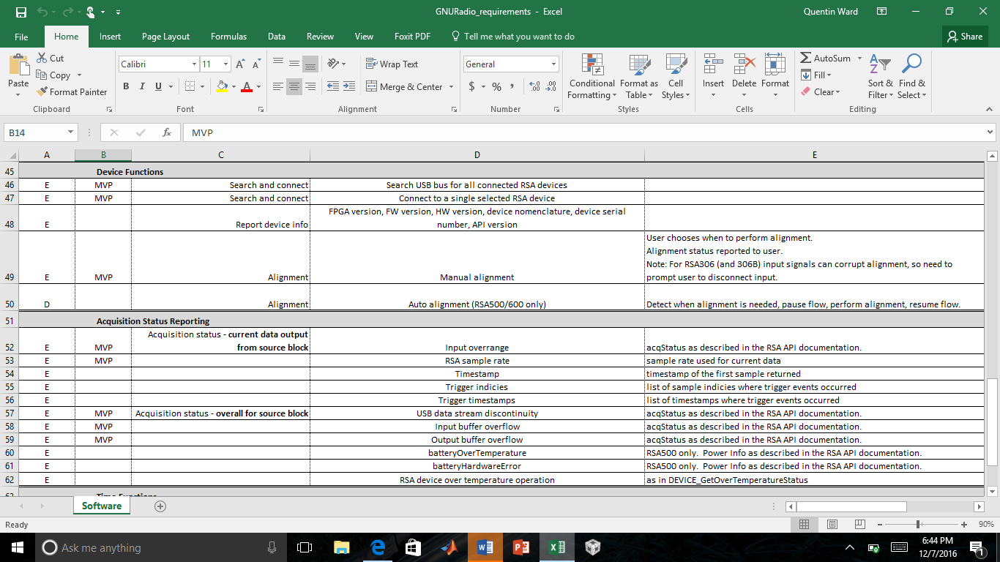 GNURadio_requirements - Excel
Quentin Ward
File Home Insert Page Layout Formulas Data Review View Foxit PDF Tell me what you want to do Share
Paste
Cut
Copy
Format Painter
Clipboard
Calibri 11
B I U
Font
Wrap Text
Merge & Center
Alignment
General
$ % ,
Number
Conditional Formatting
Format as Table
Cell Styles
Styles
Insert Delete Format
Cells
AutoSum
Fill
Clear
Sort & Filter
Find & Select
Editing
B14 fx MVP
A B C D E
45 Device Functions
46 E MVP Search and connect Search USB bus for all connected RSA devices
47 E MVP Search and connect Connect to a single selected RSA device
FPGA version, FW version, HW version, device nomenclature, device serial
48 E Report device info number, API version
User chooses when to perform alignment.
Alignment status reported to user.
Note: For RSA306 (and 306B) input signals can corrupt alignment, so need to
49 E MVP Alignment Manual alignment prompt user to disconnect input.
50 D Alignment Auto alignment (RSA500/600 only) Detect when alignment is needed, pause flow, perform alignment, resume flow.
51 Acquisition Status Reporting
Acquisition status - current data output
52 E MVP from source block Input overrange acqStatus as described in the RSA API documentation.
53 E MVP RSA sample rate sample rate used for current data
54 E Timestamp timestamp of the first sample returned
55 E Trigger indicies list of sample indicies where trigger events occurred
56 E Trigger timestamps list of timestamps where trigger events occurred
57 E MVP Acquisition status - overall for source block USB data stream discontinuity acqStatus as described in the RSA API documentation.
58 E MVP Input buffer overflow acqStatus as described in the RSA API documentation.
59 E MVP Output buffer overflow acqStatus as described in the RSA API documentation.
60 E batteryOverTemperature RSA500 only. Power Info as described in the RSA API documentation.
61 E batteryHardwareError RSA500 only. Power Info as described in the RSA API documentation.
62 E RSA device over temperature operation as in DEVICE_GetOverTemperatureStatus
63 Time Functions
Software
Ready
90%
Ask me anything
6:44 PM
12/7/2016
1